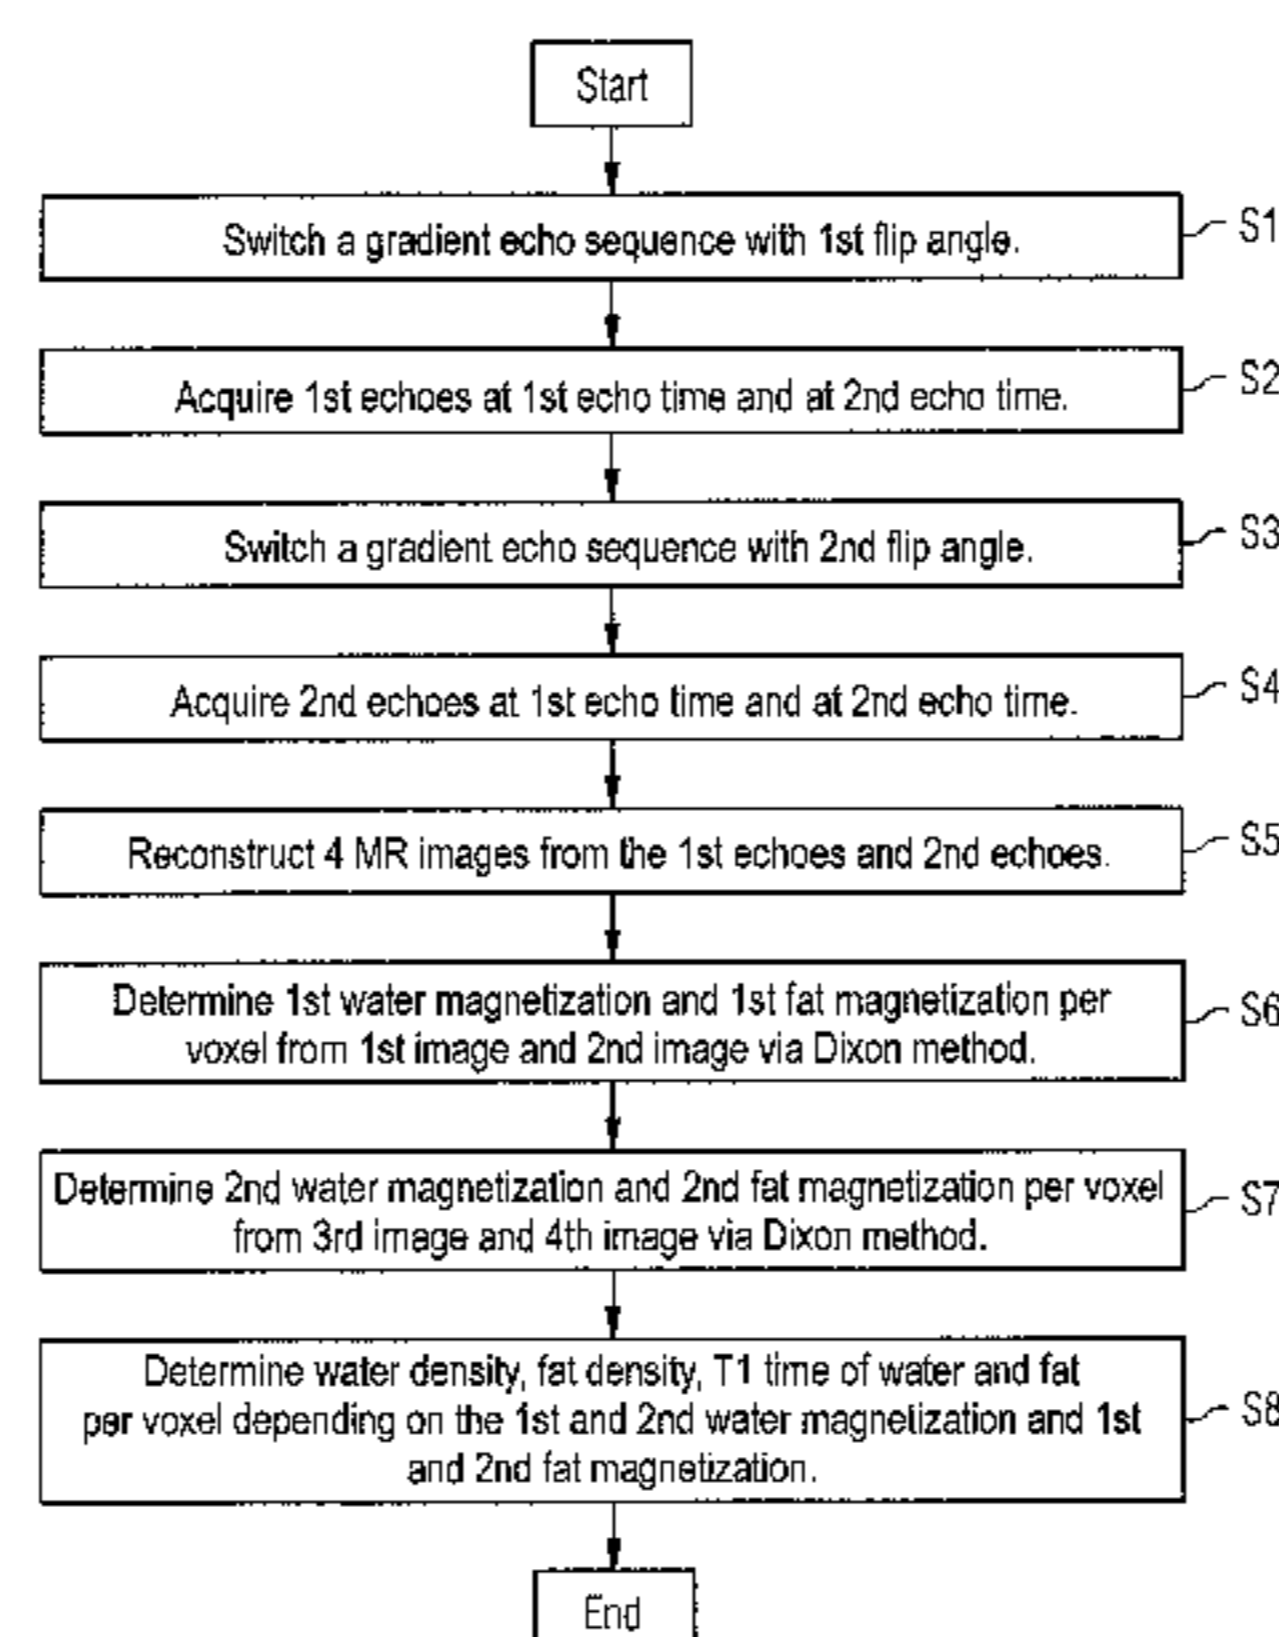 Start
Switch a gradient echo sequence with 1st flip angle.
S1
Acquire 1st echoes at 1st echo time and at 2nd echo time.
S2
Switch a gradient echo sequence with 2nd flip angle.
S3
Acquire 2nd echoes at 1st echo time and at 2nd echo time.
S4
Reconstruct 4 MR images from the 1st echoes and 2nd echoes.
S5
Determine 1st water magnetization and 1st fat magnetization per
voxel from 1st image and 2nd image via Dixon method.
S6
Determine 2nd water magnetization and 2nd fat magnetization per voxel
from 3rd image and 4th image via Dixon method.
S7
Determine water density, fat density, T1 time of water and fat
per voxel depending on the 1st and 2nd water magnetization and 1st
and 2nd fat magnetization.
S8
End